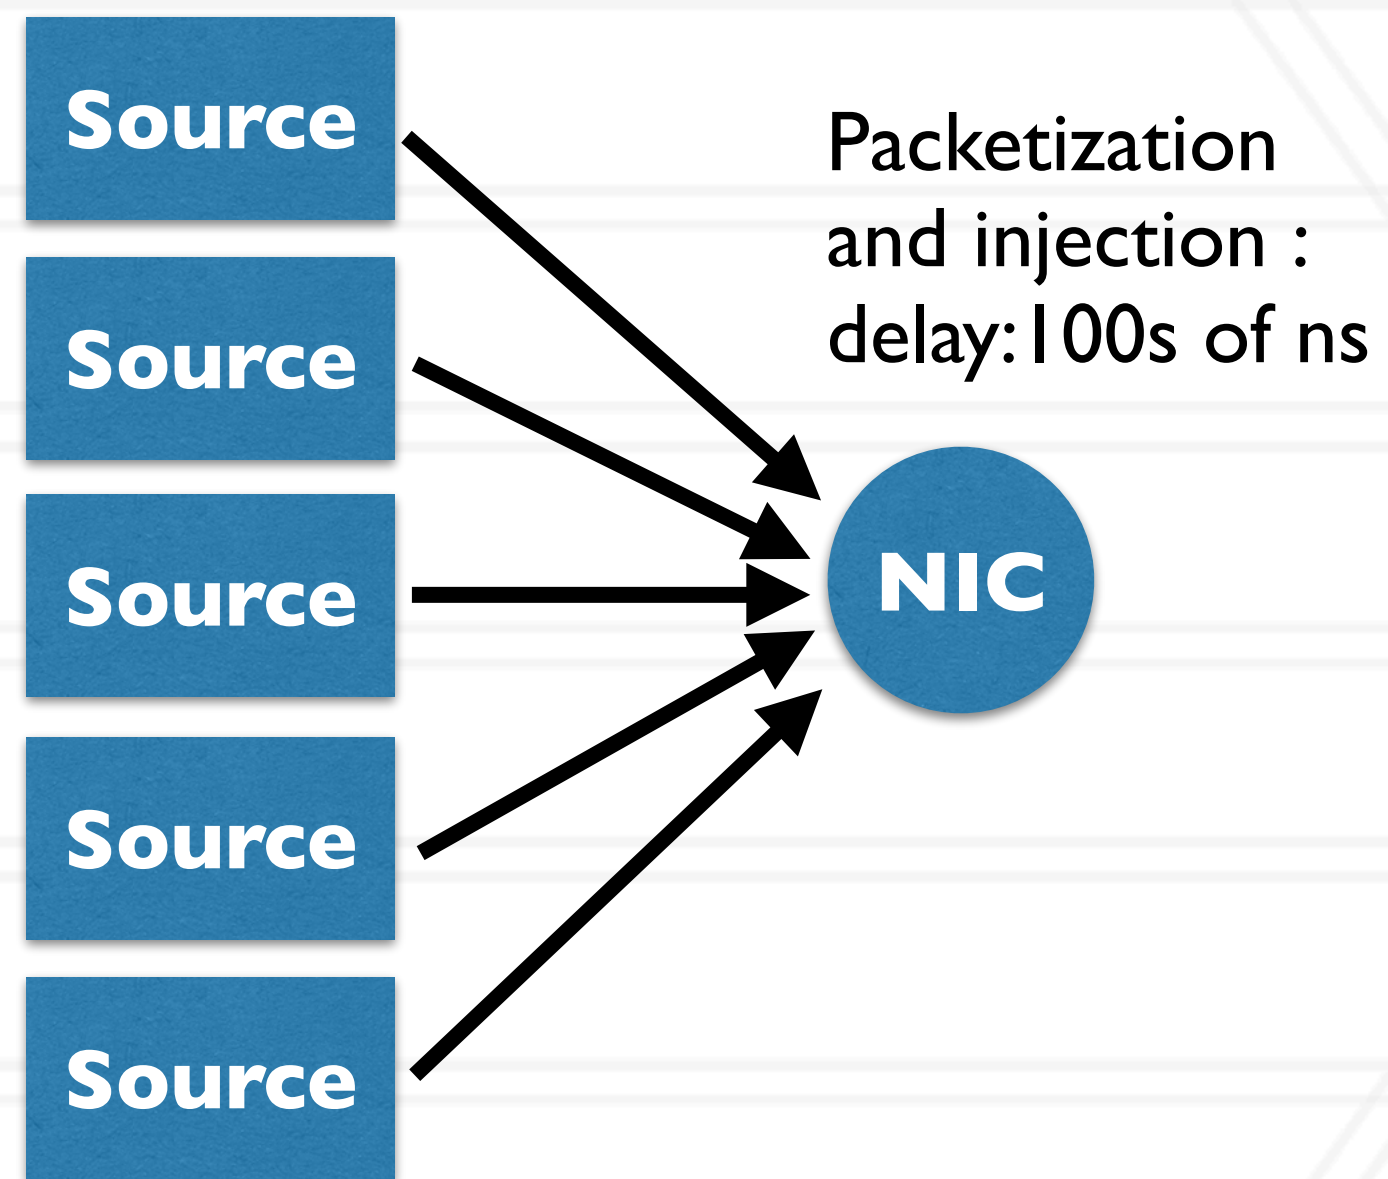 Source
Packetization
and injection :
delay:100s of ns
Source
Source
NIC
Source
Source